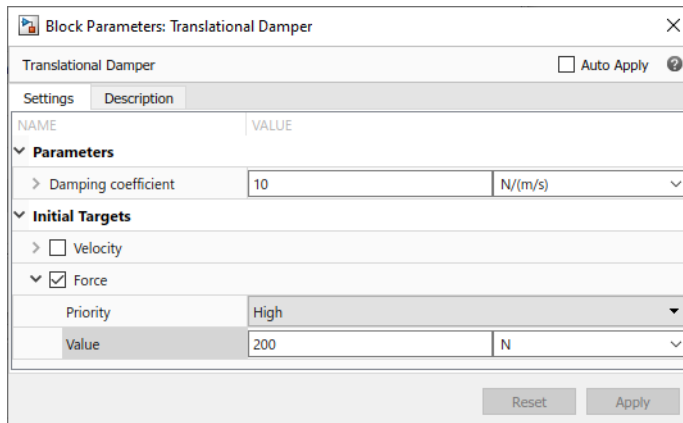 Block Parameters: Translational Damper
Translational Damper Auto Apply
Settings Description
NAME VALUE
Parameters
Damping coefficient 10 N/(m/s)
Initial Targets
Velocity
Force
Priority High
Value 200 N
Reset Apply